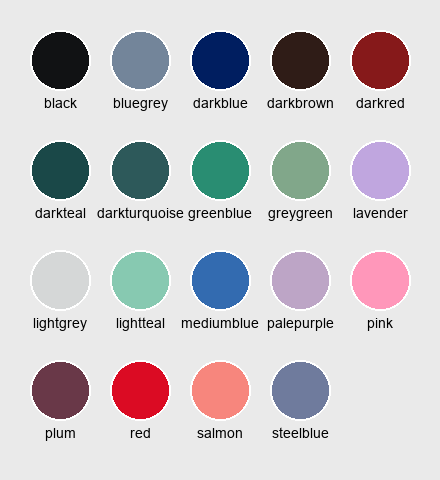 black bluegrey darkblue darkbrown darkred
darkteal darkturquoise greenblue greygreen lavender
lightgrey lightteal mediumblue palepurple pink
plum red salmon steelblue